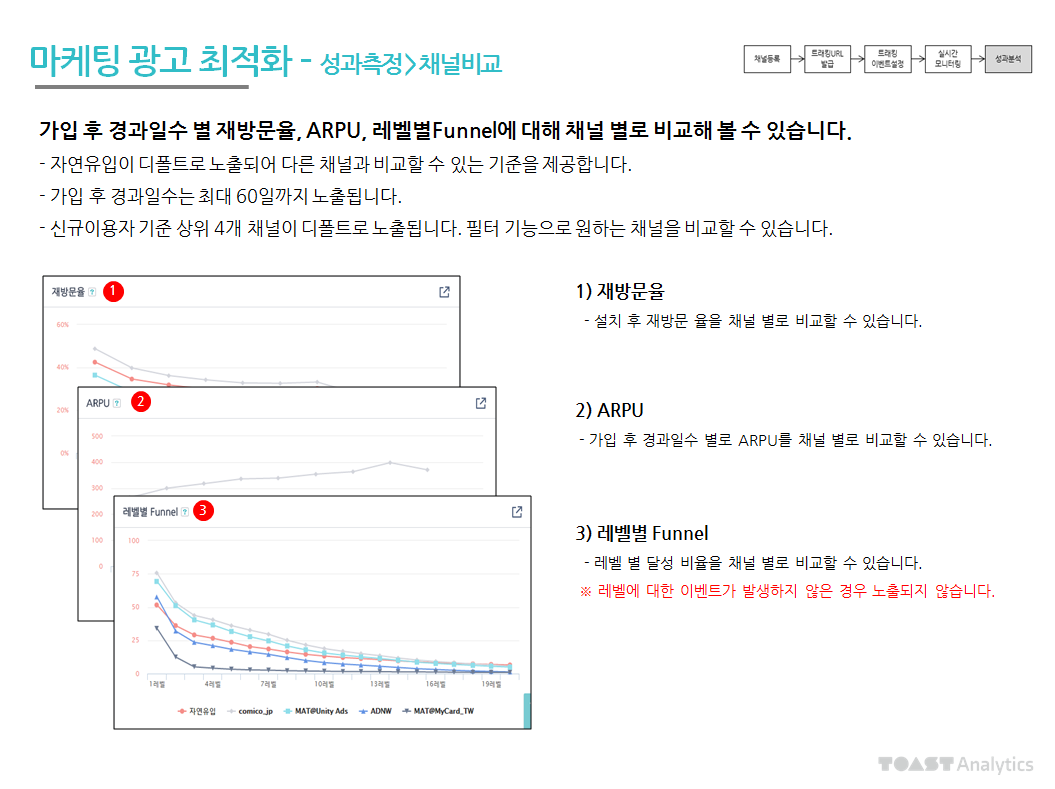 마케팅 광고 최적화 - 성과측정>채널비교
채널등록
트래킹URL
발급
트래킹
이벤트설정
실시간
모니터링
성과분석
가입 후 경과일수 별 재방문율, ARPU, 레벨별Funnel에 대해 채널 별로 비교해 볼 수 있습니다.
- 자연유입이 디폴트로 노출되어 다른 채널과 비교할 수 있는 기준을 제공합니다.
- 가입 후 경과일수는 최대 60일까지 노출됩니다.
- 신규이용자 기준 상위 4개 채널이 디폴트로 노출됩니다. 필터 기능으로 원하는 채널을 비교할 수 있습니다.
재방문율 ? 1
60%
40%
20%
0%
ARPU ? 2
500
400
300
200
100
0
레벨별 Funnel ? 3
100
75
50
25
0
1레벨 4레벨 7레벨 10레벨 13레벨 16레벨 19레벨
자연유입 comico_jp MAT@Unity Ads ADNW MAT@MyCard_TW
1) 재방문율
- 설치 후 재방문 율을 채널 별로 비교할 수 있습니다.
2) ARPU
- 가입 후 경과일수 별로 ARPU를 채널 별로 비교할 수 있습니다.
3) 레벨별 Funnel
- 레벨 별 달성 비율을 채널 별로 비교할 수 있습니다.
※ 레벨에 대한 이벤트가 발생하지 않은 경우 노출되지 않습니다.
TOAST Analytics